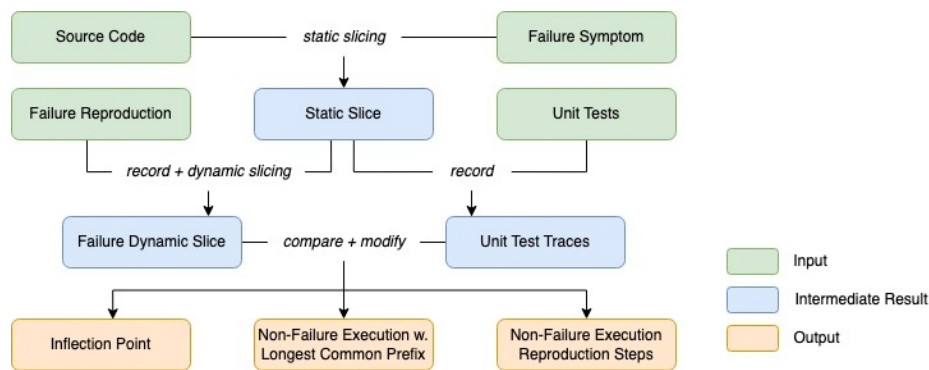 Source Code
static slicing
Failure Symptom
Failure Reproduction
Static Slice
Unit Tests
record + dynamic slicing
record
Failure Dynamic Slice
compare + modify
Unit Test Traces
Input
Intermediate Result
Output
Inflection Point
Non-Failure Execution w.
Longest Common Prefix
Non-Failure Execution
Reproduction Steps